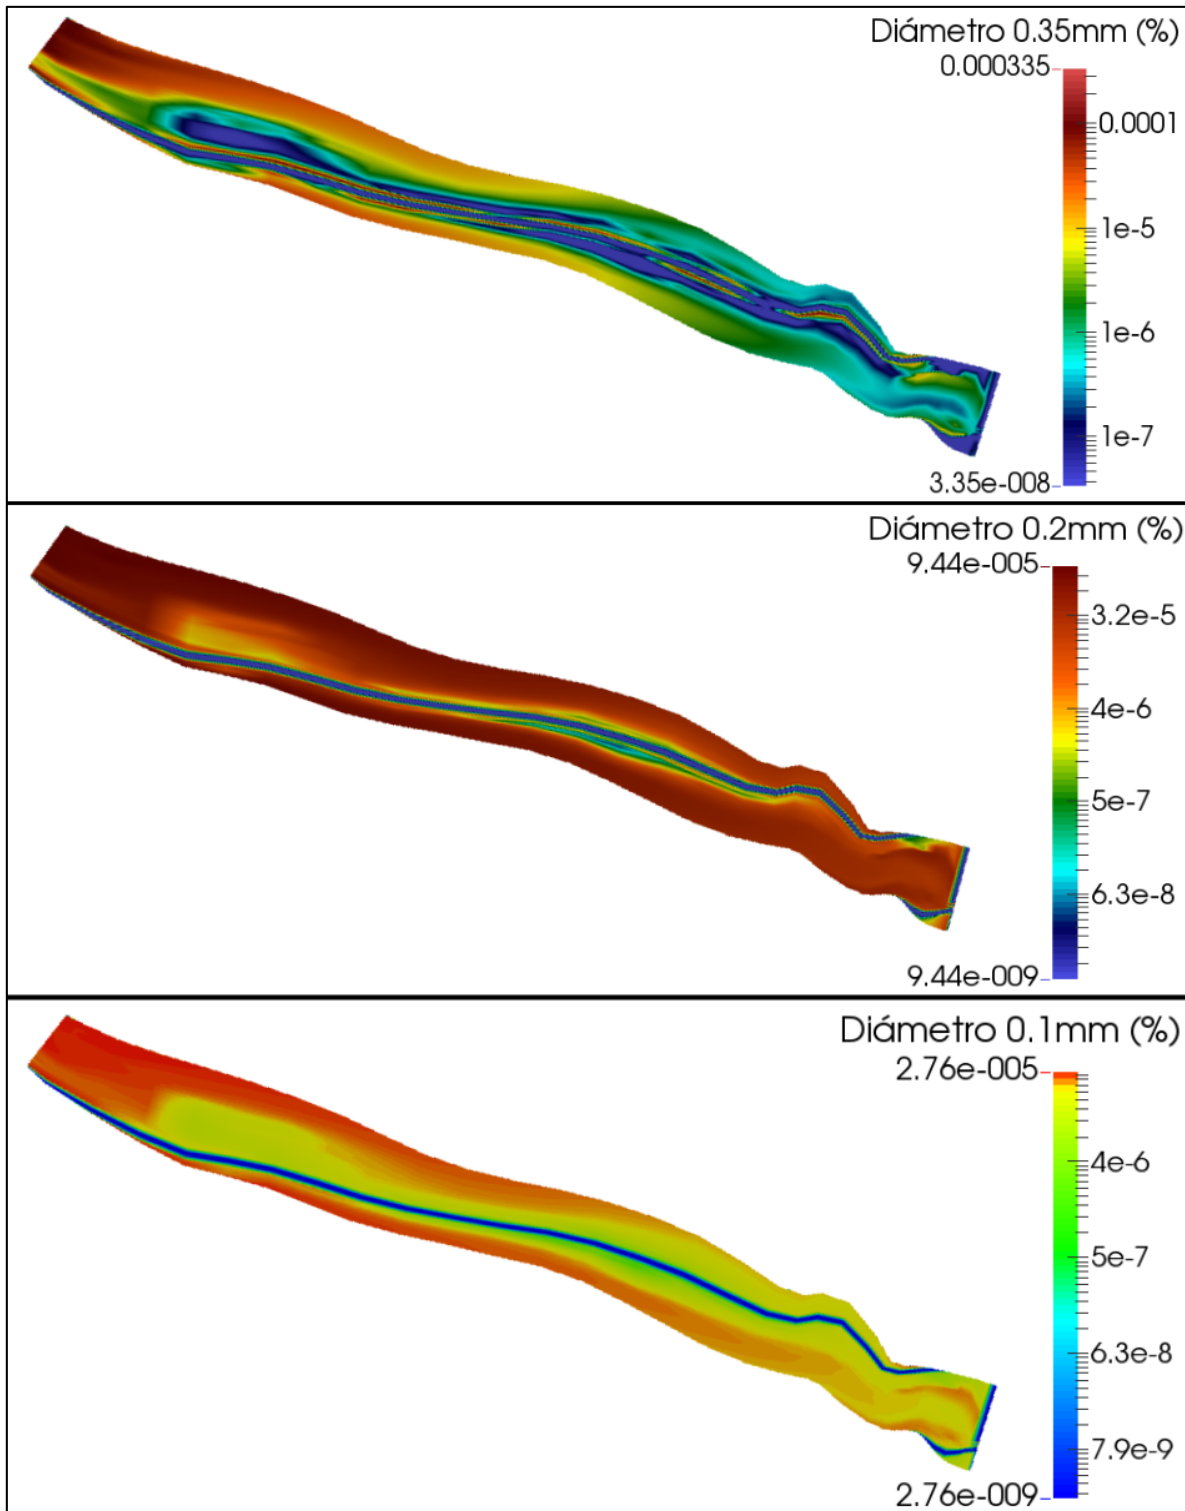 Diámetro 0.35mm (%)
0.000335
0.0001
1e-5
1e-6
1e-7
3.35e-008
Diámetro 0.2mm (%)
9.44e-005
3.2e-5
4e-6
5e-7
6.3e-8
9.44e-009
Diámetro 0.1mm (%)
2.76e-005
4e-6
5e-7
6.3e-8
7.9e-9
2.76e-009